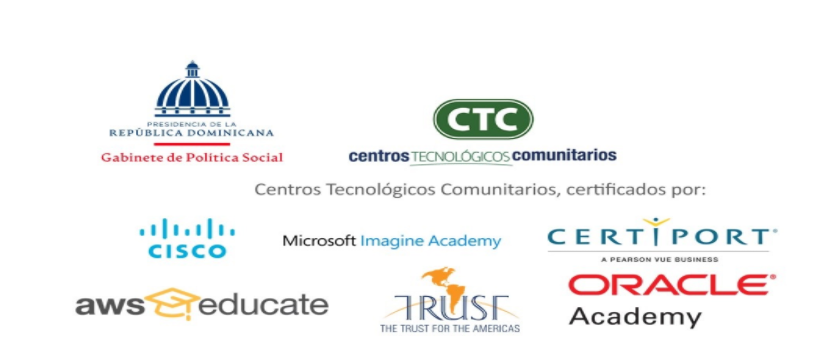 PRESIDENCIA DE LA
REPÚBLICA DOMINICANA
Gabinete de Política Social
CTC
centros TECNOLÓGICOS comunitarios
Centros Tecnológicos Comunitarios, certificados por:
CISCO
Microsoft Imagine Academy
CERTIPORT
A PEARSON VUE BUSINESS
aws educate
TRUST
THE TRUST FOR THE AMERICAS
ORACLE
Academy